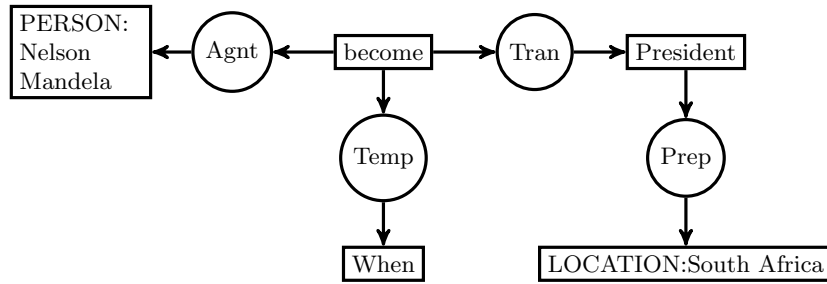 PERSON:
Nelson
Mandela
Agnt
become
Tran
President
Temp
Prep
When
LOCATION:South Africa